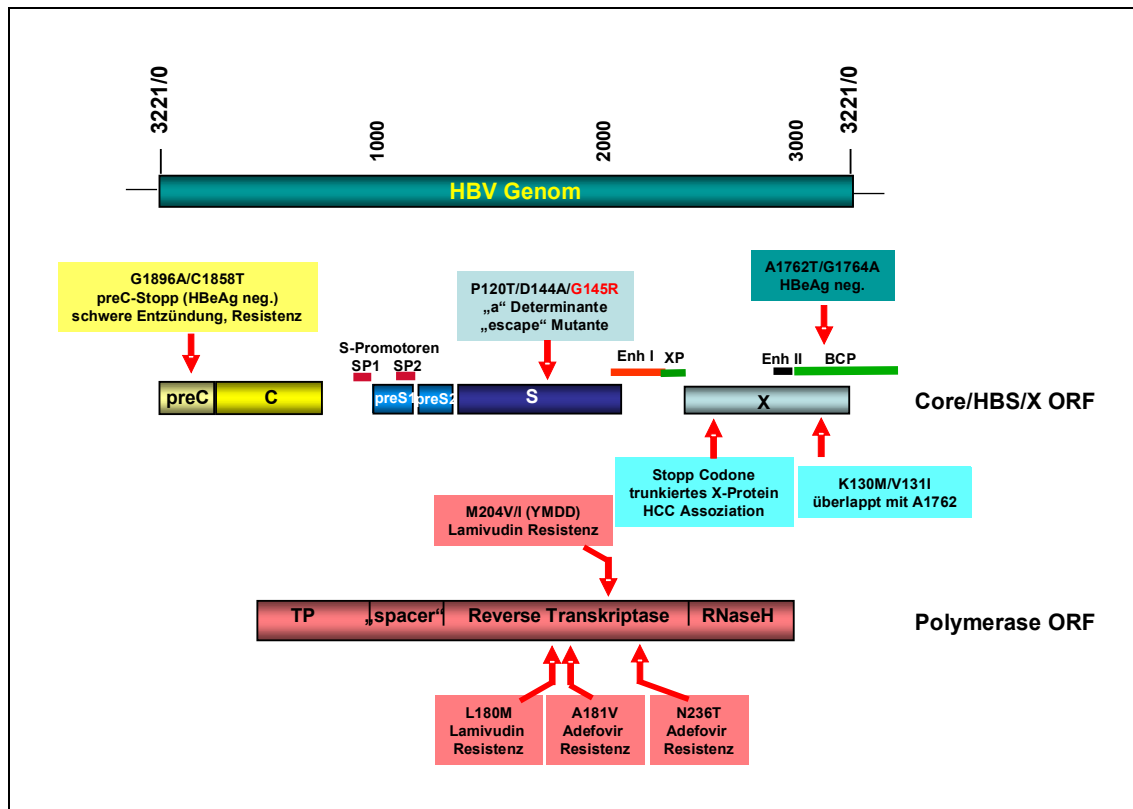 3221/0
1000
2000
3000
3221/0
HBV Genom
G1896A/C1858T
preC-Stopp (HBeAg neg.)
schwere Entzündung, Resistenz
P120T/D144A/G145R
„a“ Determinante
„escape“ Mutante
A1762T/G1764A
HBeAg neg.
S-Promotoren
SP1
SP2
Enh I
XP
Enh II
BCP
preC
C
preS1
preS2
S
X
Core/HBS/X ORF
Stopp Codone
trunkiertes X-Protein
HCC Assoziation
K130M/V131I
überlappt mit A1762
M204V/I (YMDD)
Lamivudin Resistenz
TP
„spacer“
Reverse Transkriptase
RNaseH
Polymerase ORF
L180M
Lamivudin
Resistenz
A181V
Adefovir
Resistenz
N236T
Adefovir
Resistenz